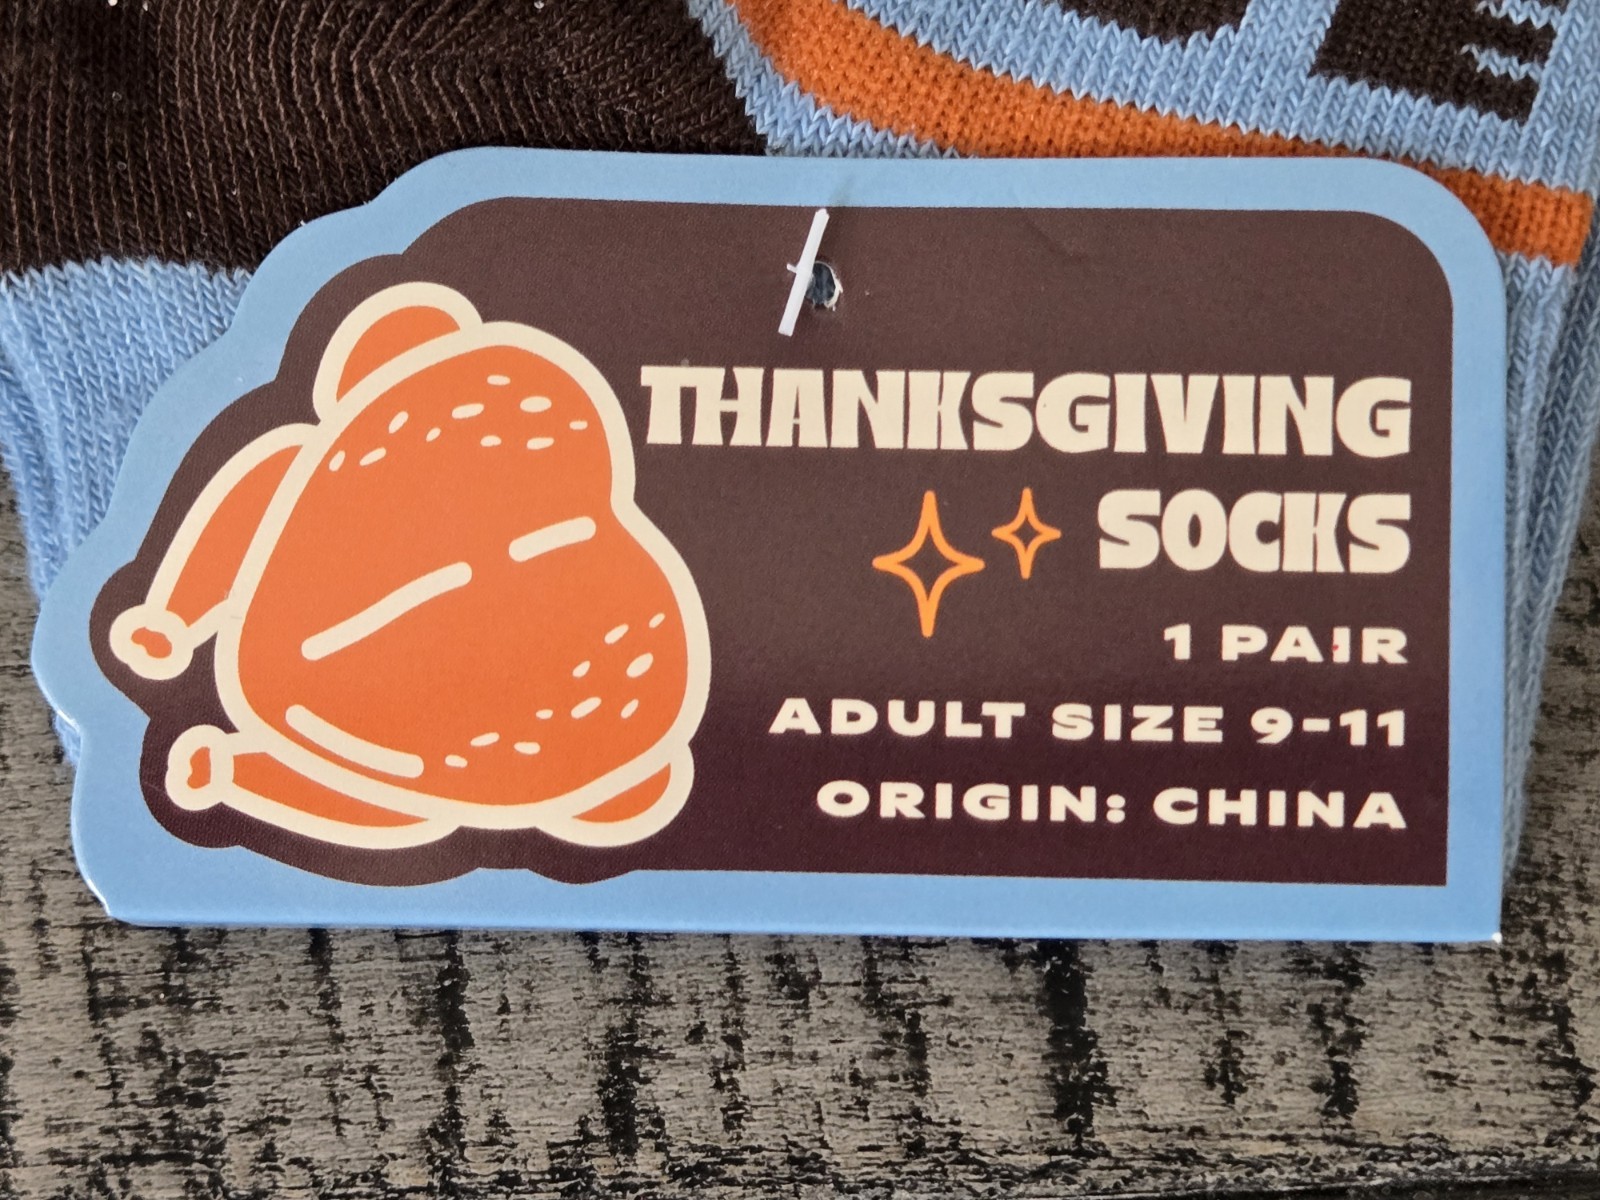 THANKSGIVING
SOCKS
1 PAIR
ADULT SIZE 9-11
ORIGIN: CHINA